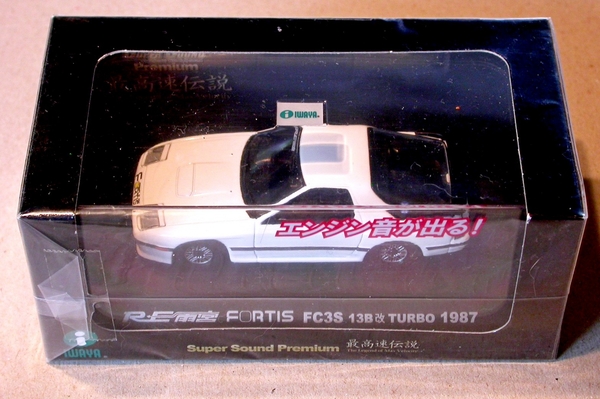 Premium
最高速伝説
IWAYA
エンジン音が出る!
R·E雨宮 FORTIS FC3S 13B改 TURBO 1987
IWAYA
Super Sound Premium 最高速伝説